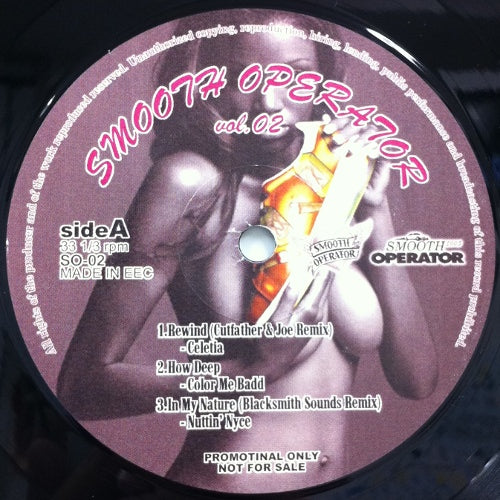 All rights of the producer and of the work reproduced reserved. Unauthorized copying, reproduction, hiring, lending, public performance and broadcasting of this record prohibited.
SMOOTH OPERATOR
vol.02
sideA
33 1/3 rpm
SO-02
MADE IN EEC
SMOOTH
OPERATOR
SMOOTH
OPERATOR
1.Rewind (Cutfather & Joe Remix)
-Celetia
2.How Deep
-Color Me Badd
3.In My Nature (Blacksmith Sounds Remix)
-Nuttin' Nyce
PROMOTINAL ONLY
NOT FOR SALE